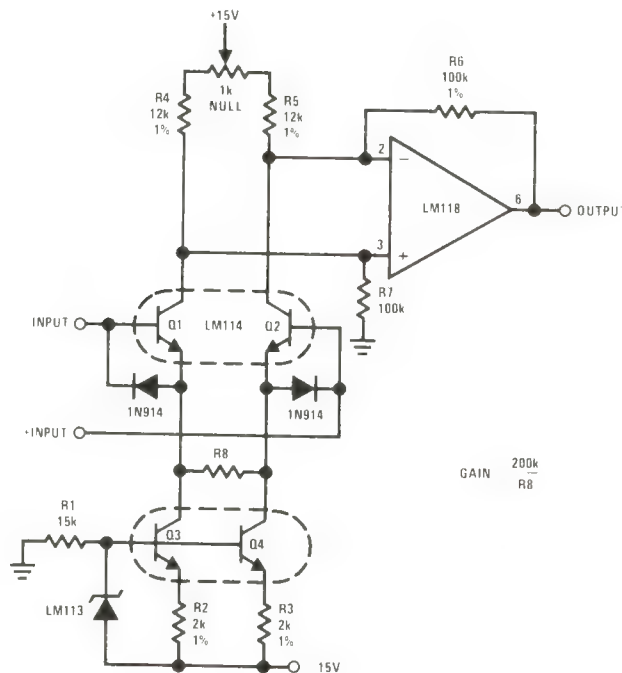 +15V
1k
NULL
R4
12k
1%
R5
12k
1%
R6
100k
1%
2
LM118
6
OUTPUT
3
R7
100k
INPUT
Q1
LM114
Q2
1N914
1N914
+INPUT
R8
GAIN 200k
R8
R1
15k
Q3
Q4
LM113
R2
2k
1%
R3
2k
1%
15V